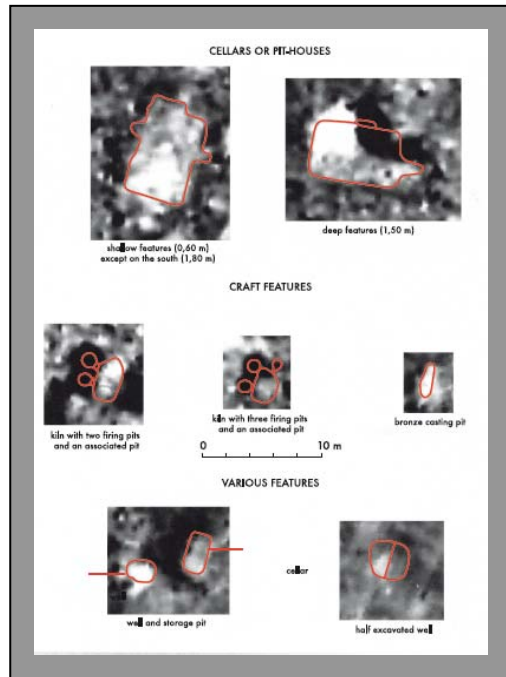 CELLARS OR PIT-HOUSES
shallow features (0,60 m)
except on the south (1,80 m)
deep features (1,50 m)
CRAFT FEATURES
kiln with two firing pits
and an associated pit
kiln with three firing pits
and an associated pit
bronze casting pit
0 10 m
VARIOUS FEATURES
well and storage pit
cellar
half excavated well